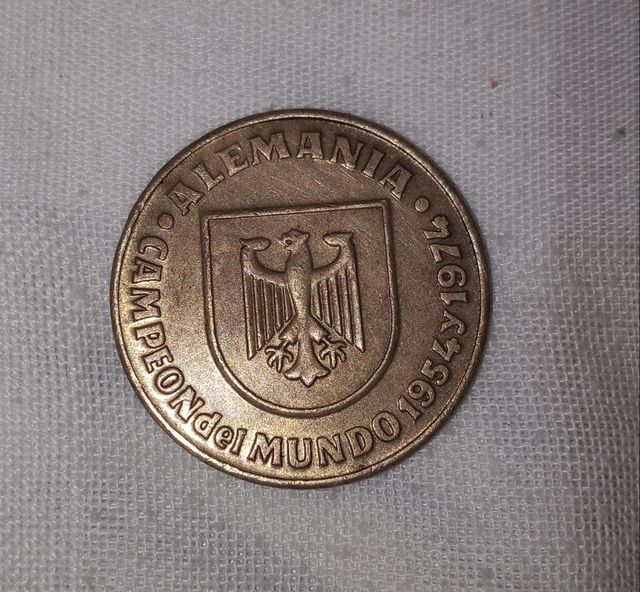 • ALEMANIA •
CAMPEON del MUNDO 1954 y 1974